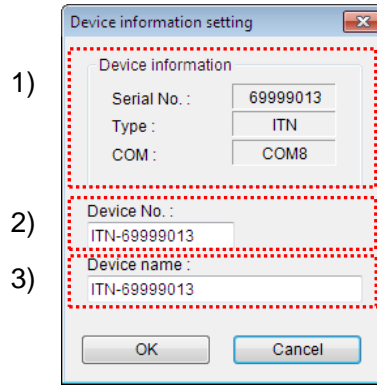 Device information setting
1)
Device information
Serial No. : 69999013
Type : ITN
COM : COM8
2)
Device No. :
ITN-69999013
3)
Device name :
ITN-69999013
OK Cancel